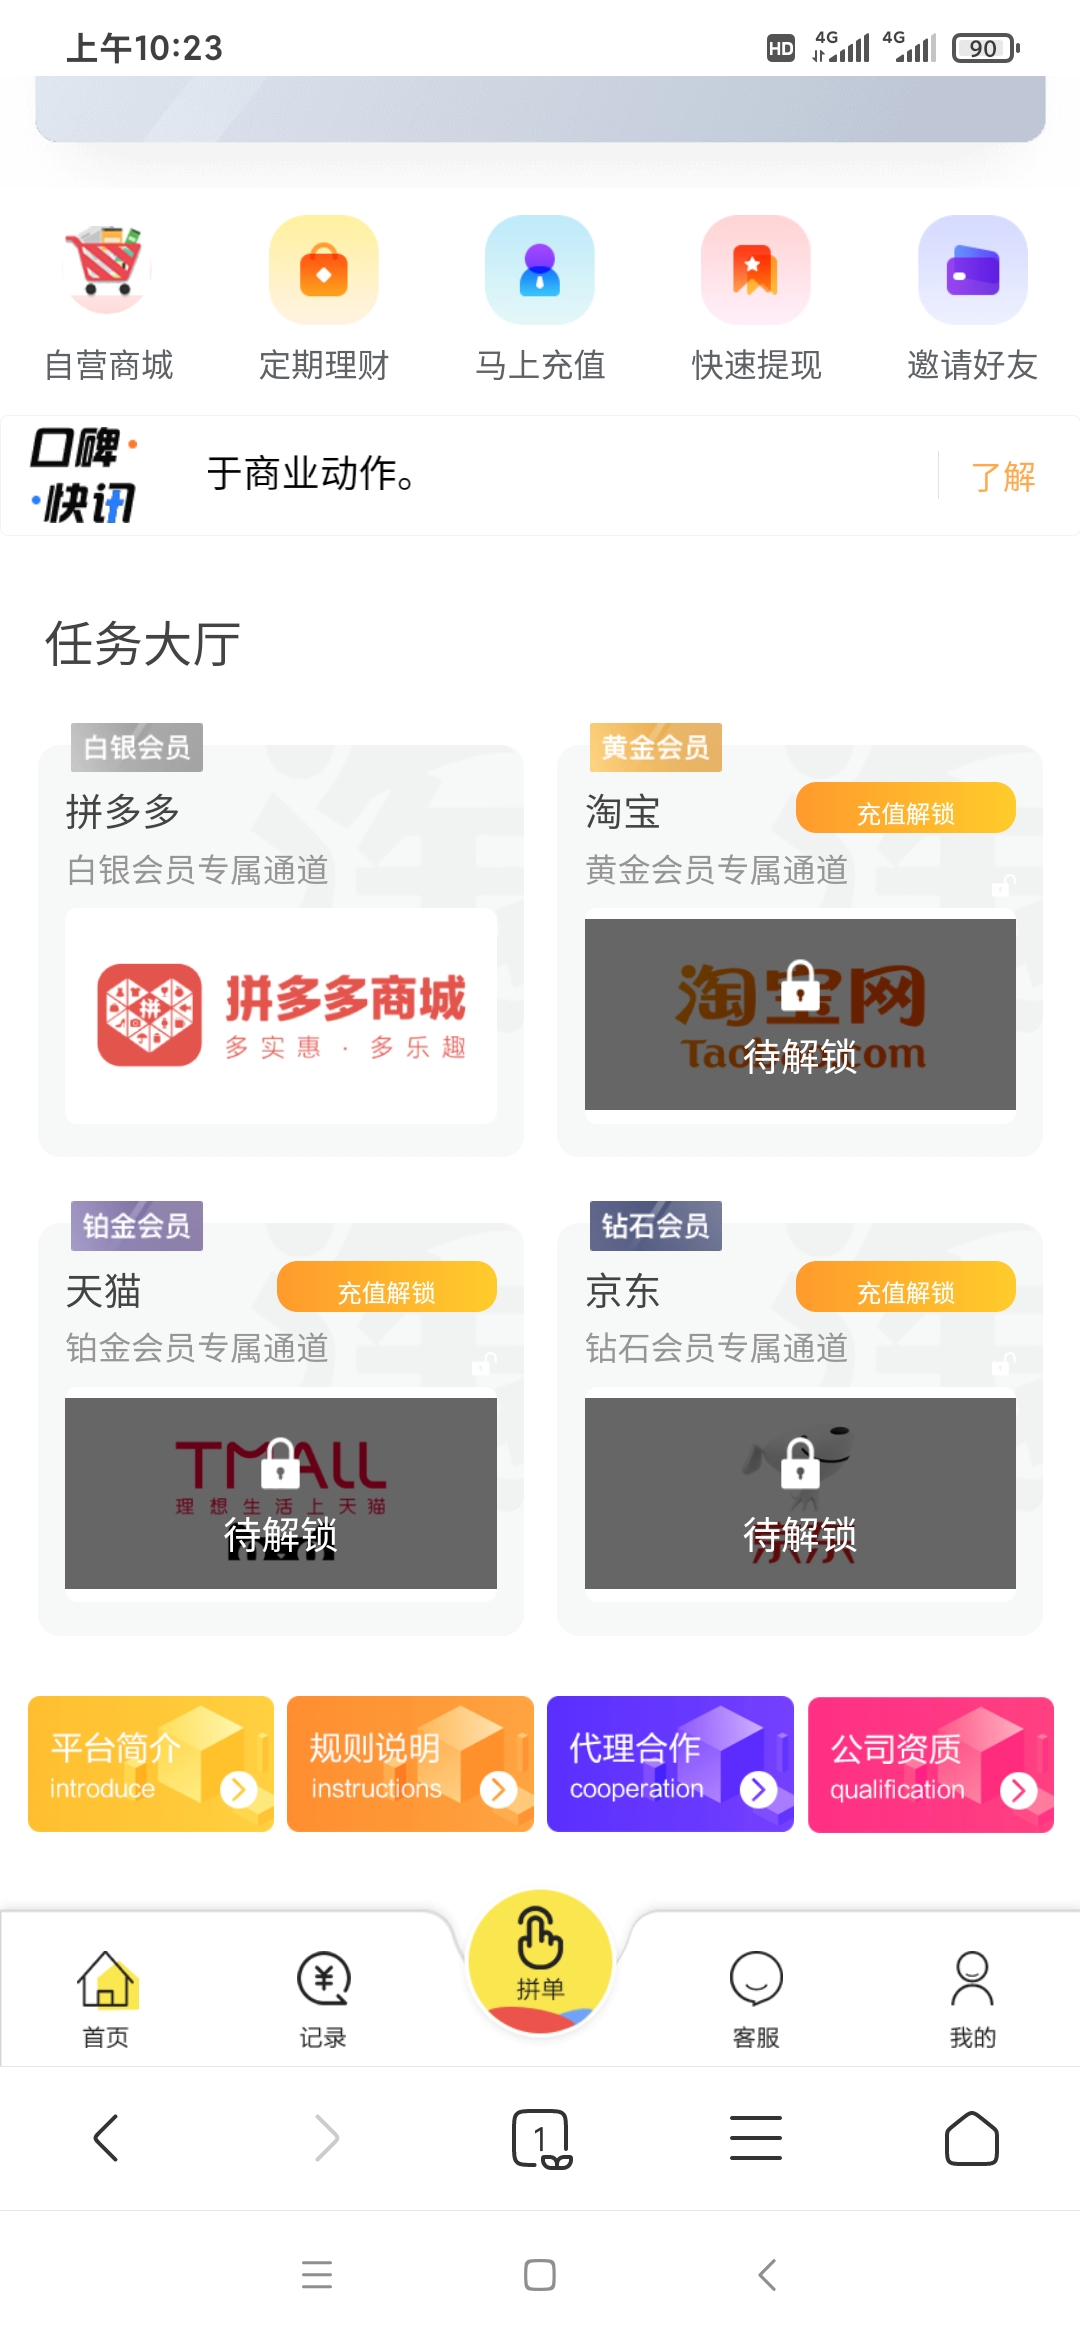 上午10:23
HD 4G 4G 90
自营商城 定期理财 马上充值 快速提现 邀请好友
口碑
快讯
于商业动作。
了解
任务大厅
白银会员
拼多多
白银会员专属通道
拼
拼多多商城
多实惠·多乐趣
黄金会员
淘宝
充值解锁
黄金会员专属通道
淘宝网
Taobao.com
待解锁
铂金会员
天猫
充值解锁
铂金会员专属通道
TMALL
理想生活上天猫
待解锁
钻石会员
京东
充值解锁
钻石会员专属通道
京东
待解锁
平台简介
introduce
规则说明
instructions
代理合作
cooperation
公司资质
qualification
首页 记录 拼单 客服 我的
1